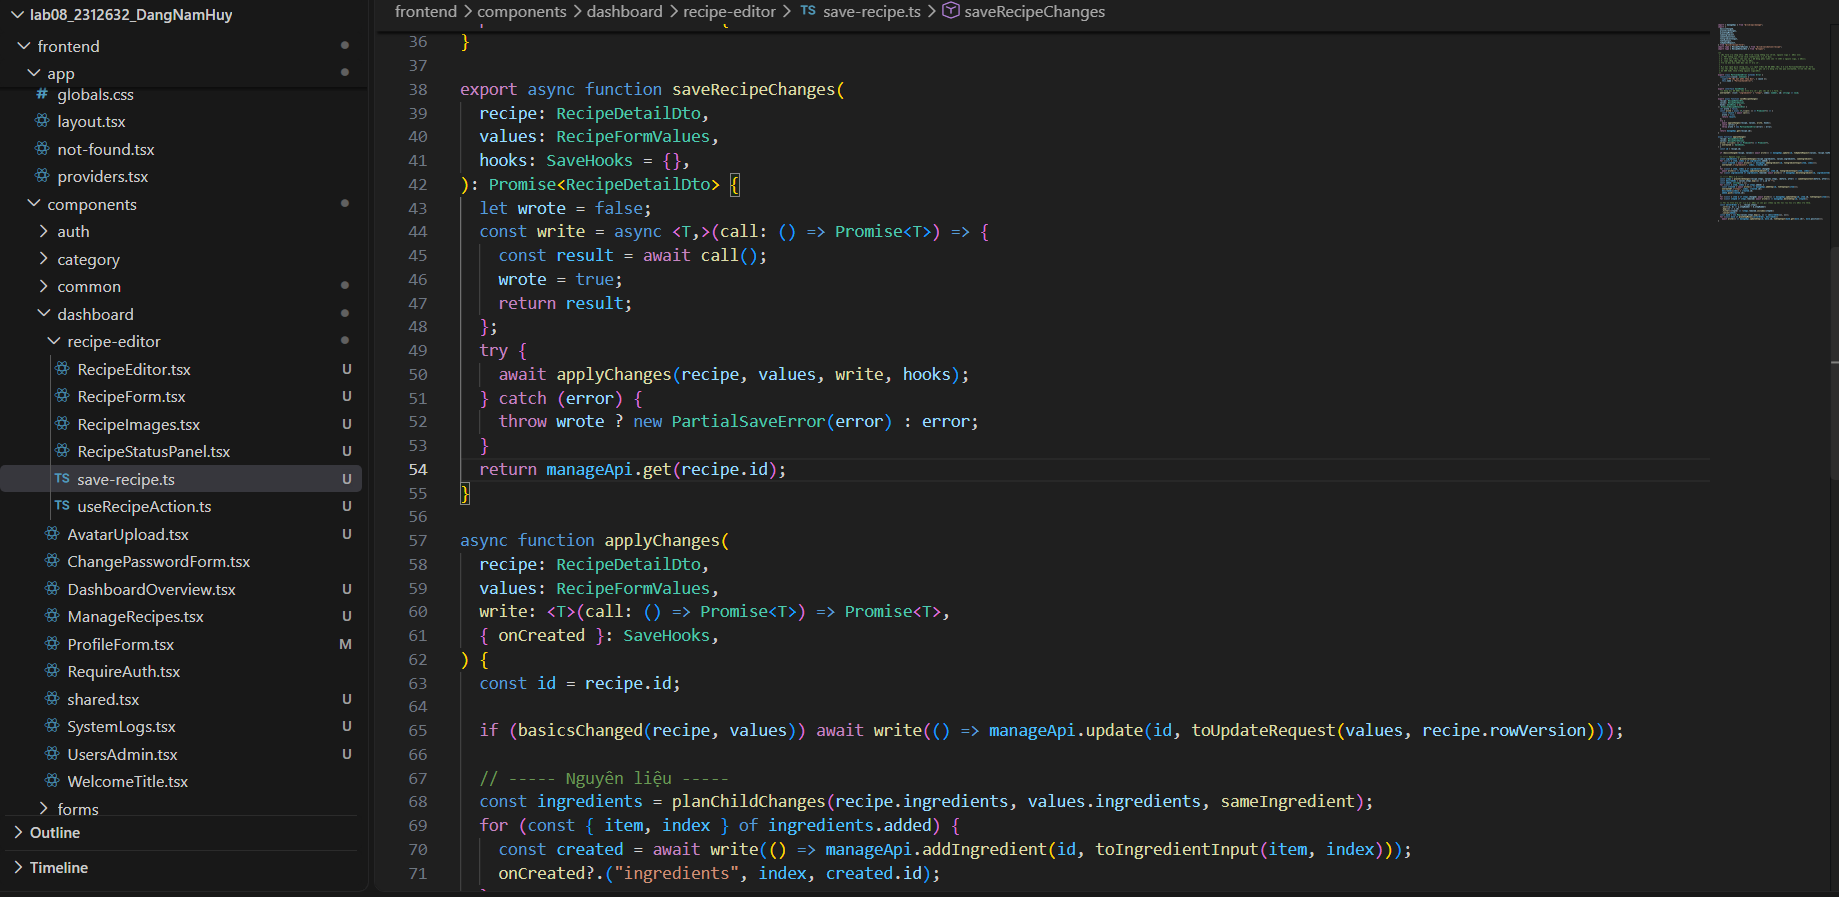 lab08_2312632_DangNamHuy
frontend
app
# globals.css
layout.tsx
not-found.tsx
providers.tsx
components
auth
category
common
dashboard
recipe-editor
RecipeEditor.tsx U
RecipeForm.tsx U
RecipeImages.tsx U
RecipeStatusPanel.tsx U
TS save-recipe.ts U
TS useRecipeAction.ts U
AvatarUpload.tsx U
ChangePasswordForm.tsx
DashboardOverview.tsx U
ManageRecipes.tsx U
ProfileForm.tsx M
RequireAuth.tsx
shared.tsx U
SystemLogs.tsx U
UsersAdmin.tsx U
WelcomeTitle.tsx
forms
Outline
Timeline
frontend > components > dashboard > recipe-editor > TS save-recipe.ts > saveRecipeChanges
36 }
37
38 export async function saveRecipeChanges(
39 recipe: RecipeDetailDto,
40 values: RecipeFormValues,
41 hooks: SaveHooks = {},
42 ): Promise<RecipeDetailDto> {
43 let wrote = false;
44 const write = async <T,>(call: () => Promise<T>) => {
45 const result = await call();
46 wrote = true;
47 return result;
48 };
49 try {
50 await applyChanges(recipe, values, write, hooks);
51 } catch (error) {
52 throw wrote ? new PartialSaveError(error) : error;
53 }
54 return manageApi.get(recipe.id);
55 }
56
57 async function applyChanges(
58 recipe: RecipeDetailDto,
59 values: RecipeFormValues,
60 write: <T>(call: () => Promise<T>) => Promise<T>,
61 { onCreated }: SaveHooks,
62 ) {
63 const id = recipe.id;
64
65 if (basicsChanged(recipe, values)) await write(() => manageApi.update(id, toUpdateRequest(values, recipe.rowVersion)));
66
67 // ----- Nguyên liệu -----
68 const ingredients = planChildChanges(recipe.ingredients, values.ingredients, sameIngredient);
69 for (const { item, index } of ingredients.added) {
70 const created = await write(() => manageApi.addIngredient(id, toIngredientInput(item, index)));
71 onCreated?.("ingredients", index, created.id);